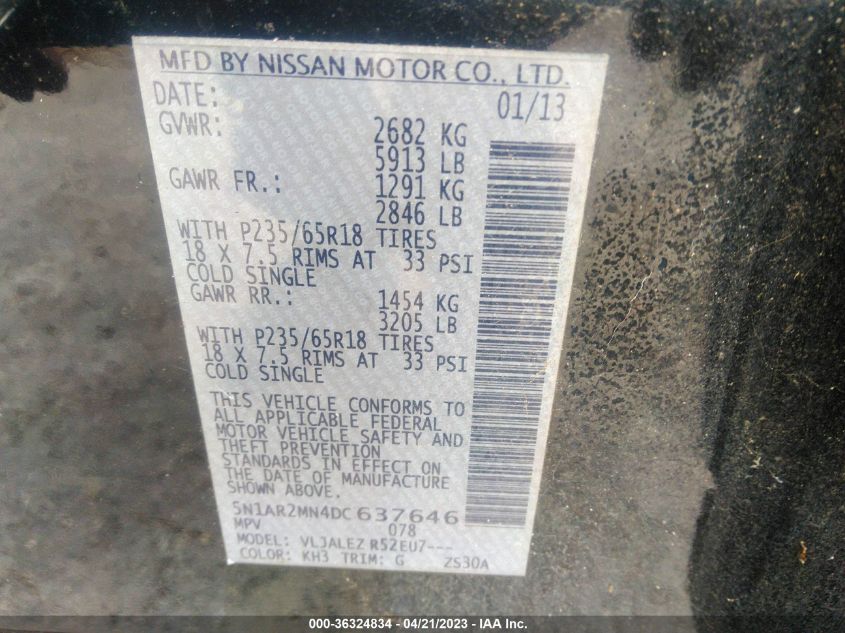 MFD BY NISSAN MOTOR CO., LTD.
DATE: 01/13
GVWR: 2682 KG
5913 LB
GAWR FR.: 1291 KG
2846 LB
WITH P235/65R18 TIRES
18 X 7.5 RIMS AT 33 PSI
COLD SINGLE
GAWR RR.: 1454 KG
3205 LB
WITH P235/65R18 TIRES
18 X 7.5 RIMS AT 33 PSI
COLD SINGLE
THIS VEHICLE CONFORMS TO
ALL APPLICABLE FEDERAL
MOTOR VEHICLE SAFETY AND
THEFT PREVENTION
STANDARDS IN EFFECT ON
THE DATE OF MANUFACTURE
SHOWN ABOVE.
5N1AR2MN4DC637646
MPV 078
MODEL: VLJALEZ R52EU7---
COLOR: KH3 TRIM: G ZS30A
000-36324834 - 04/21/2023 - IAA Inc.